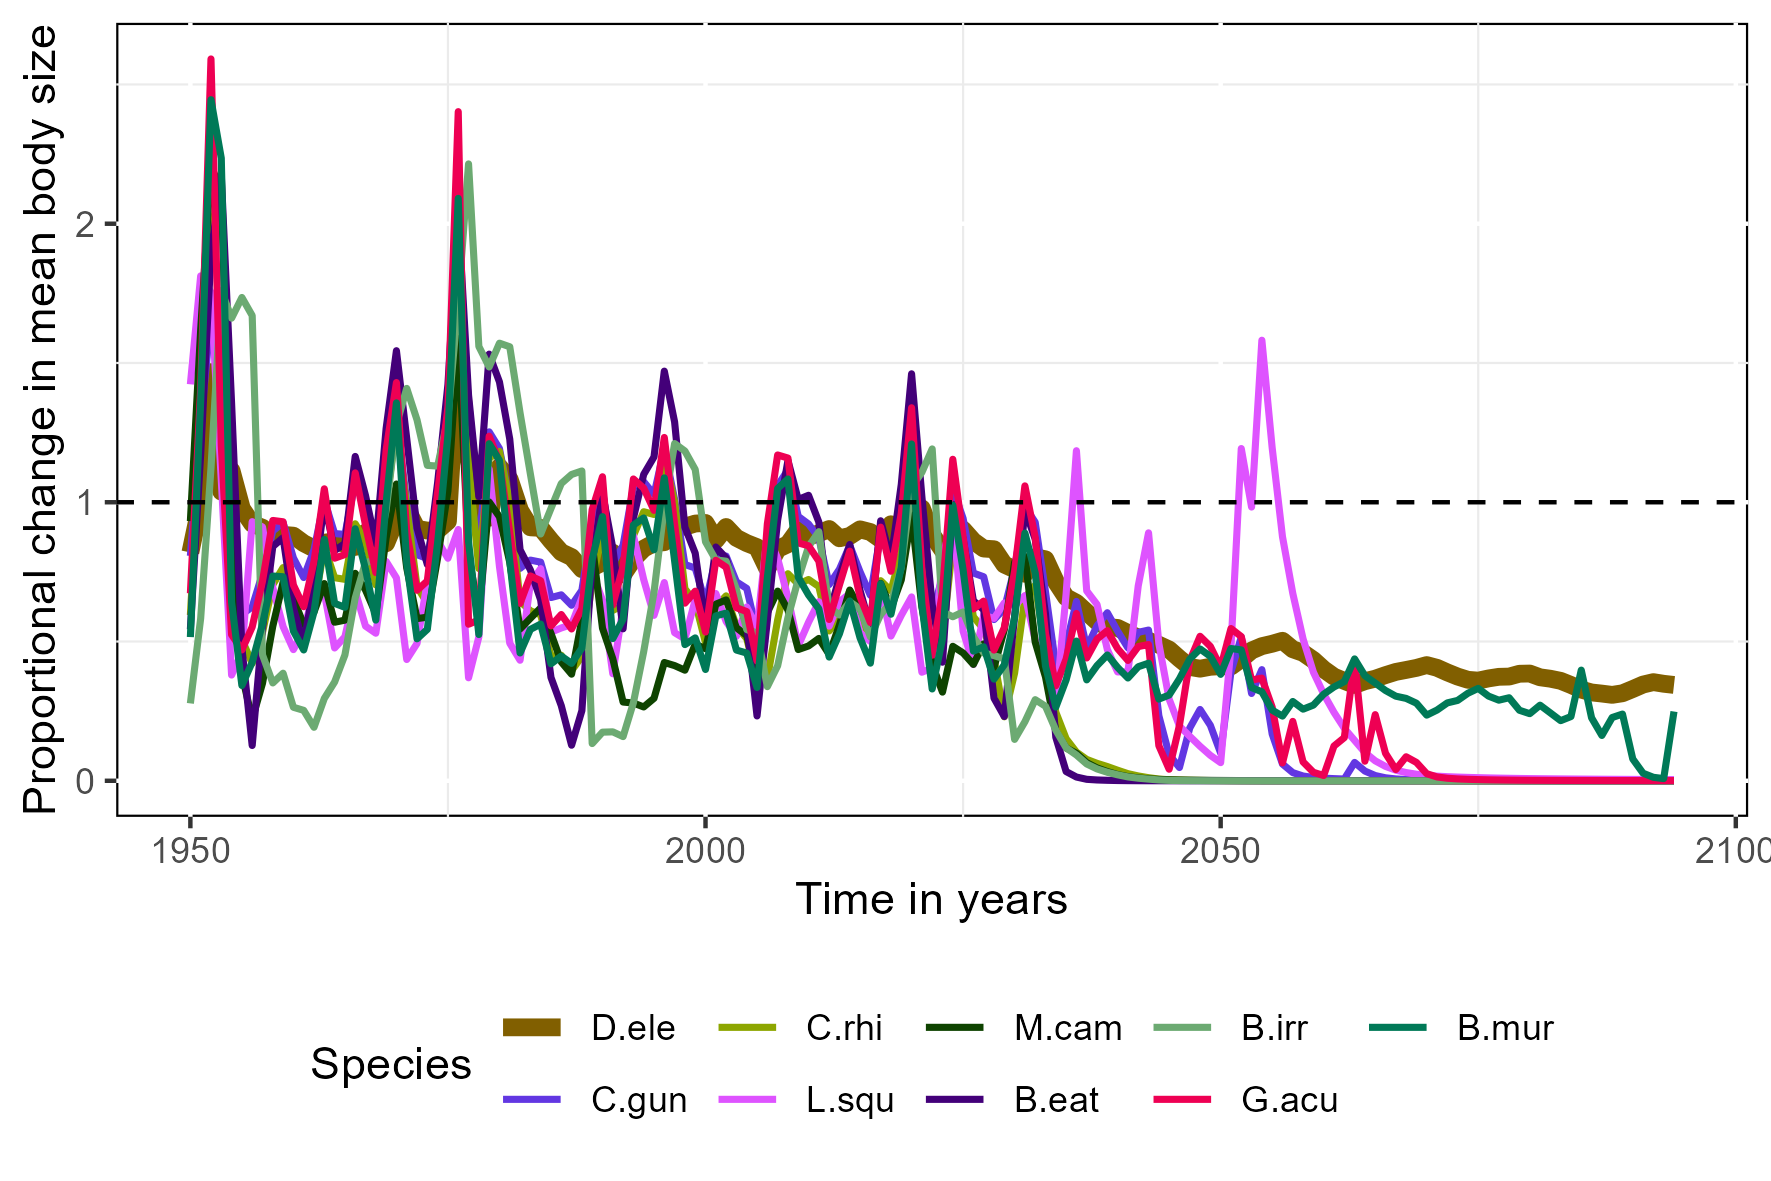 Proportional change in mean body size
2
1
0
1950 2000 2050 2100
Time in years
Species
D.ele C.rhi M.cam B.irr B.mur
C.gun L.squ B.eat G.acu